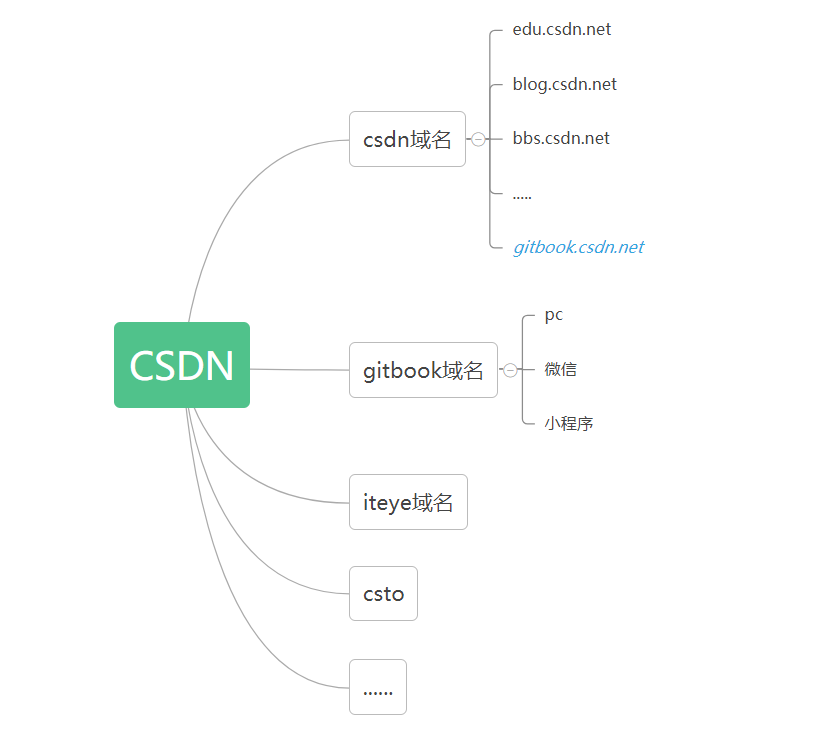 CSDN
csdn域名
edu.csdn.net
blog.csdn.net
bbs.csdn.net
.....
gitbook.csdn.net
gitbook域名
pc
微信
小程序
iteye域名
csto
......